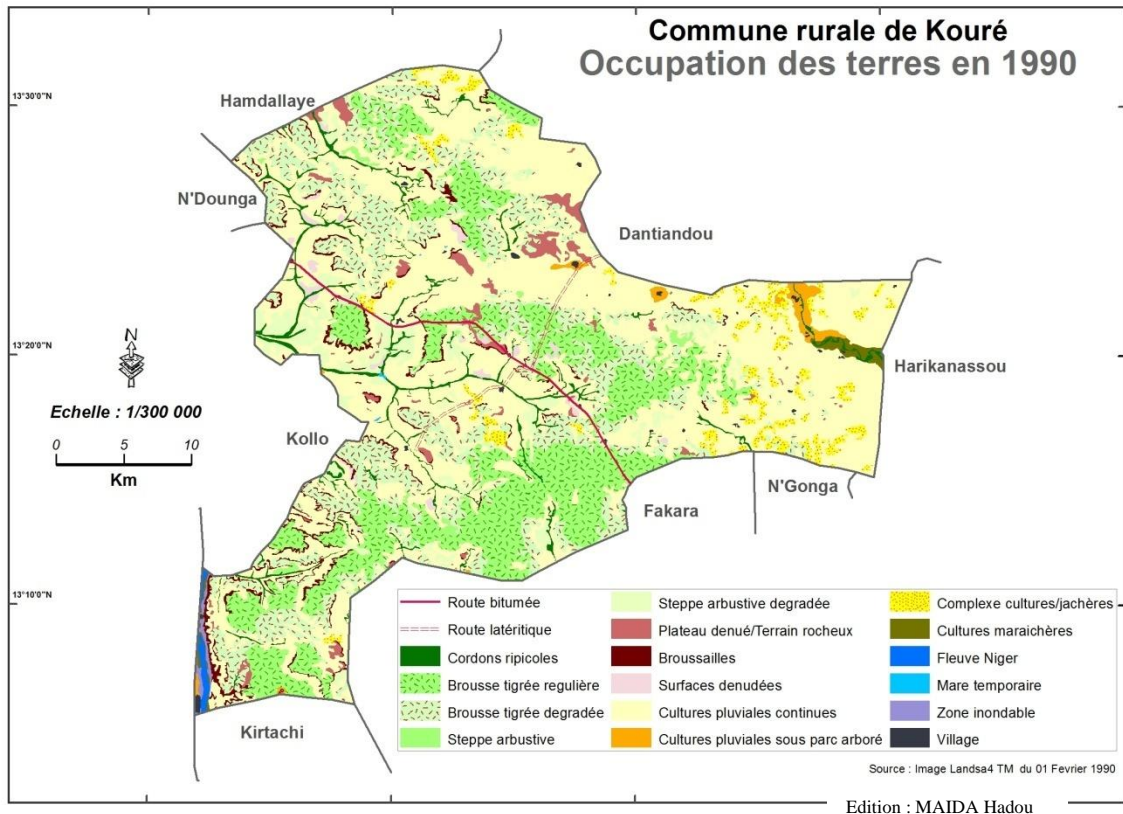 Commune rurale de Kouré
Occupation des terres en 1990
13°30'0"N
Hamdallaye
N'Dounga
Dantiandou
13°20'0"N
N
Harikanassou
Echelle : 1/300 000
0 5 10
Km
Kollo
N'Gonga
Fakara
13°10'0"N
Kirtachi
Route bitumée
Route latéritique
Cordons ripicoles
Brousse tigrée regulière
Brousse tigrée degradée
Steppe arbustive
Steppe arbustive degradée
Plateau denué/Terrain rocheux
Broussailles
Surfaces denudées
Cultures pluviales continues
Cultures pluviales sous parc arboré
Complexe cultures/jachères
Cultures maraichères
Fleuve Niger
Mare temporaire
Zone inondable
Village
Source : Image Landsa4 TM du 01 Fevrier 1990
Edition : MAIDA Hadou